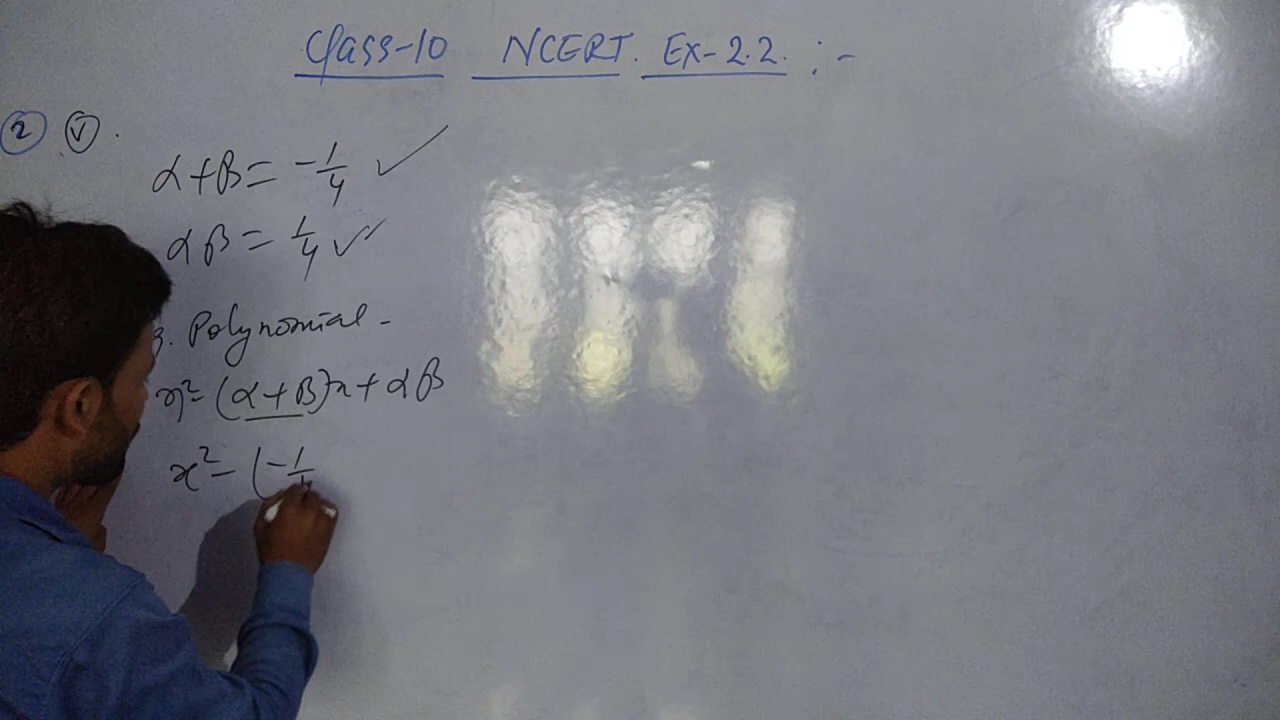 Class-10 NCERT. Ex-2.2. :-
2 v .
α+β = -1/4 ✓
αβ = 1/4 ✓
Polynomial -
x² - (α+β)x + αβ
x² - (-1/